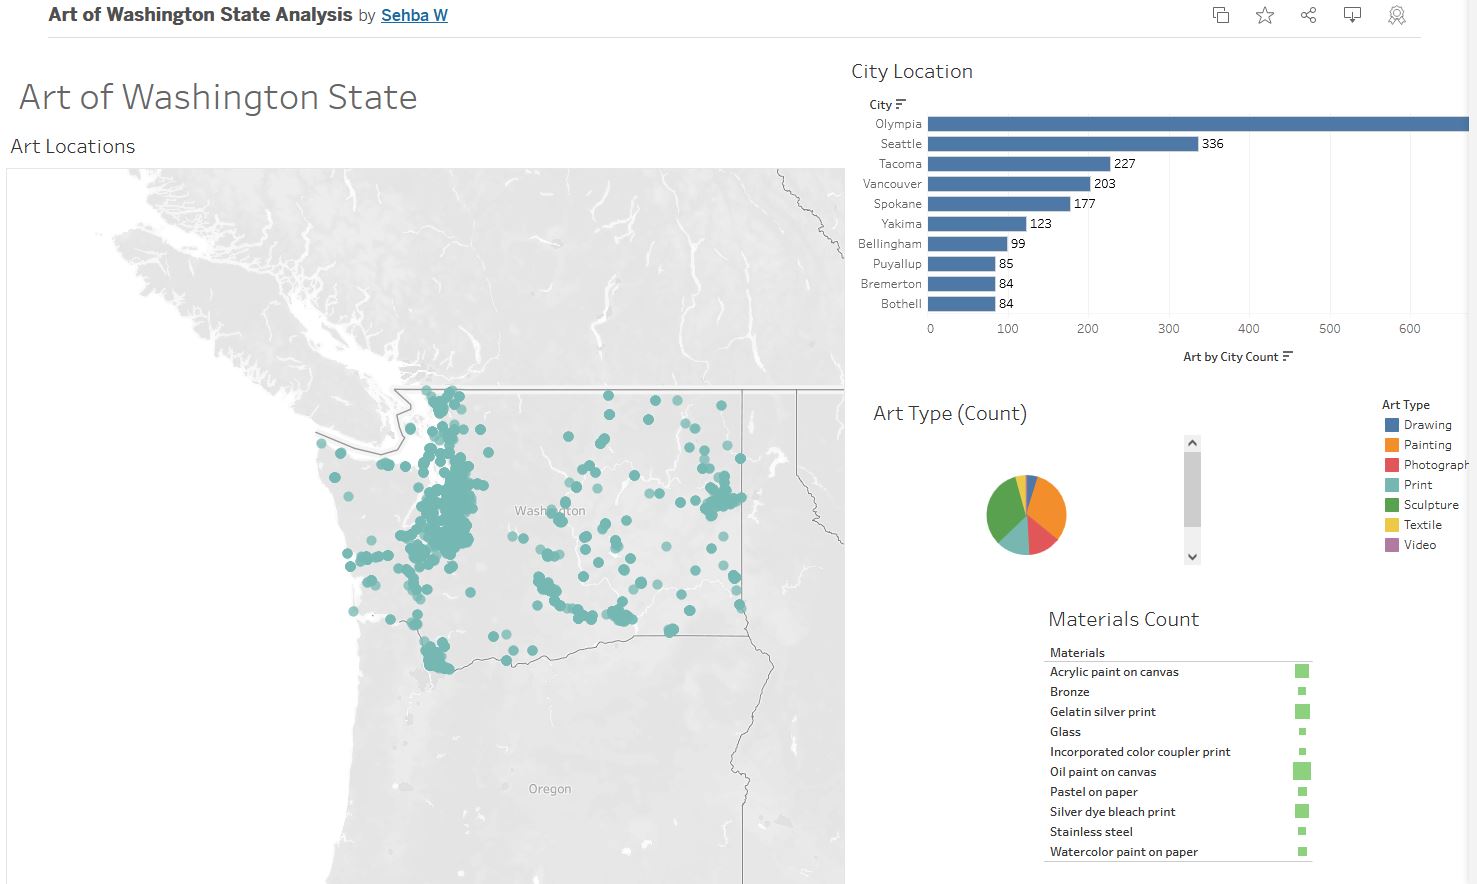 Art of Washington State Analysis by Sehba W
Art of Washington State
Art Locations
Washington
Oregon
City Location
City
Olympia
Seattle 336
Tacoma 227
Vancouver 203
Spokane 177
Yakima 123
Bellingham 99
Puyallup 85
Bremerton 84
Bothell 84
0 100 200 300 400 500 600
Art by City Count
Art Type (Count)
Art Type
Drawing
Painting
Photograph
Print
Sculpture
Textile
Video
Materials Count
Materials
Acrylic paint on canvas
Bronze
Gelatin silver print
Glass
Incorporated color coupler print
Oil paint on canvas
Pastel on paper
Silver dye bleach print
Stainless steel
Watercolor paint on paper